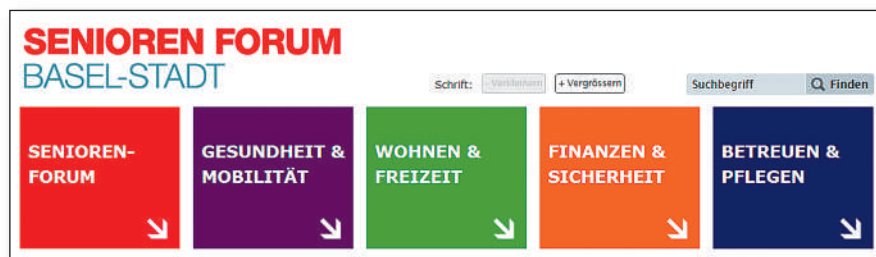 SENIOREN FORUM
BASEL-STADT
Schrift: - Verkleinern + Vergrössern
Suchbegriff Finden
SENIOREN-
FORUM
GESUNDHEIT &
MOBILITÄT
WOHNEN &
FREIZEIT
FINANZEN &
SICHERHEIT
BETREUEN &
PFLEGEN